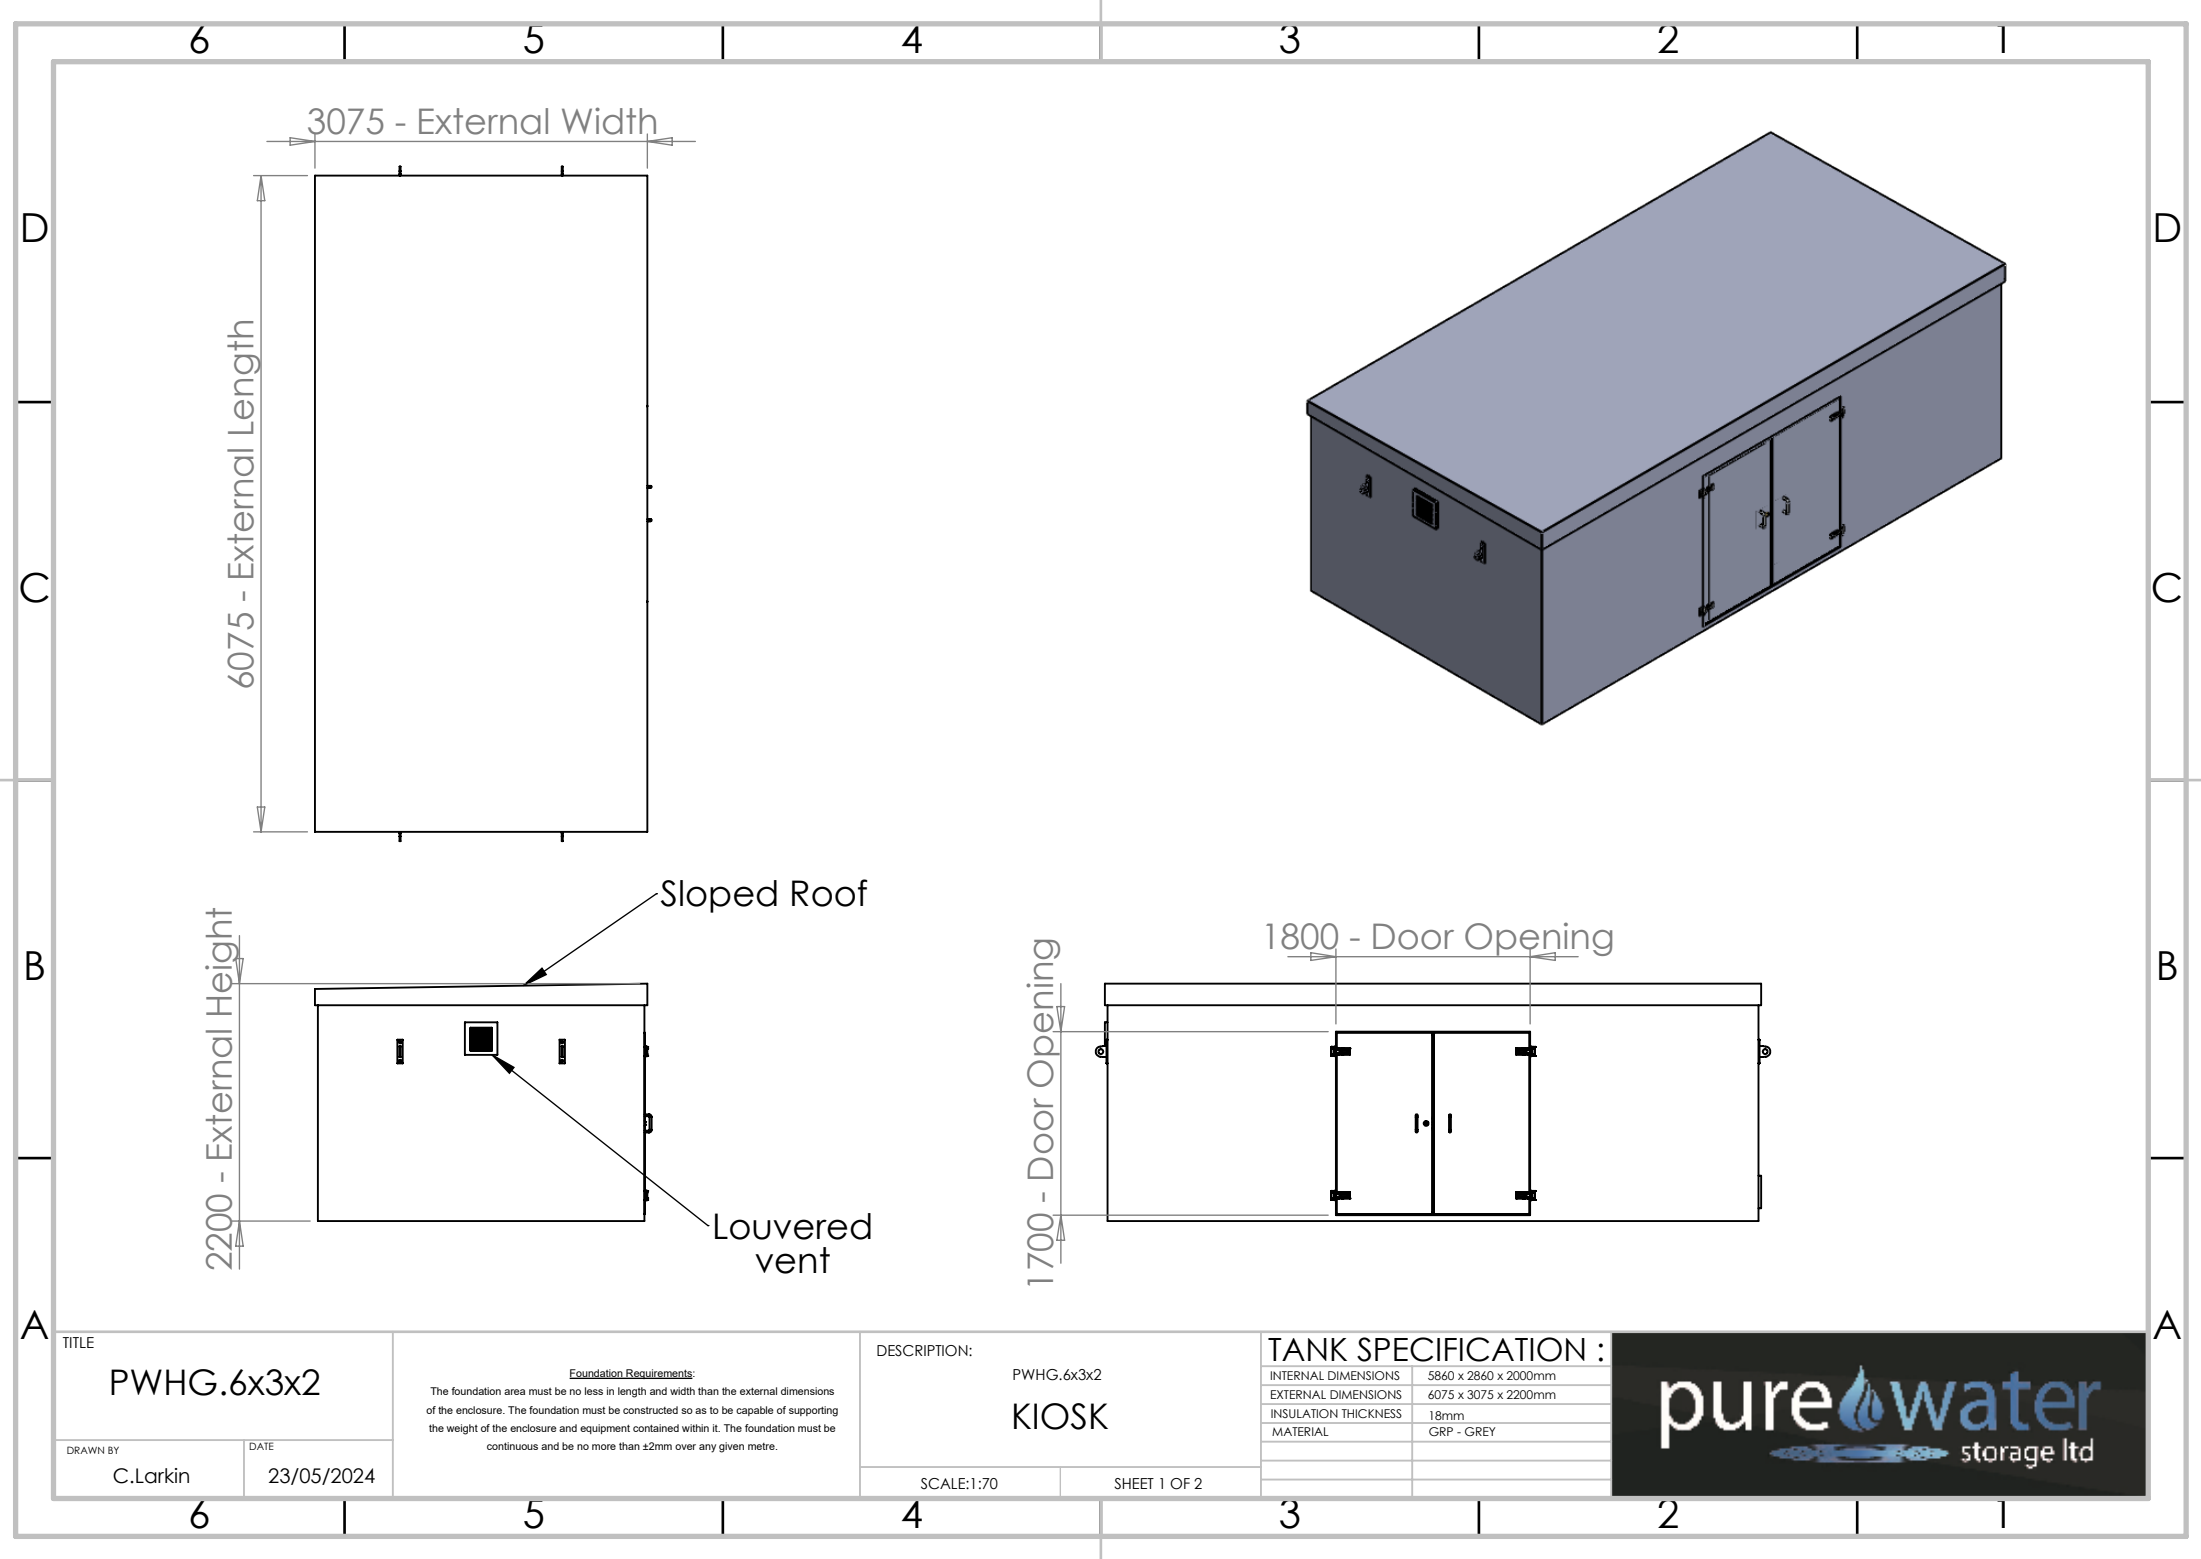 6 5 4 3 2 1
D D
C C
B B
A A
3075 - External Width
6075 - External Length
Sloped Roof
2200 - External Height
Louvered
vent
1800 - Door Opening
1700 - Door Opening
TITLE
PWHG.6x3x2
DRAWN BY
C.Larkin
DATE
23/05/2024
Foundation Requirements:
The foundation area must be no less in length and width than the external dimensions
of the enclosure. The foundation must be constructed so as to be capable of supporting
the weight of the enclosure and equipment contained within it. The foundation must be
continuous and be no more than ±2mm over any given metre.
DESCRIPTION:
PWHG.6x3x2
KIOSK
SCALE:1:70
SHEET 1 OF 2
TANK SPECIFICATION :
INTERNAL DIMENSIONS 5860 x 2860 x 2000mm
EXTERNAL DIMENSIONS 6075 x 3075 x 2200mm
INSULATION THICKNESS 18mm
MATERIAL GRP - GREY
pure water
storage ltd
6 5 4 3 2 1